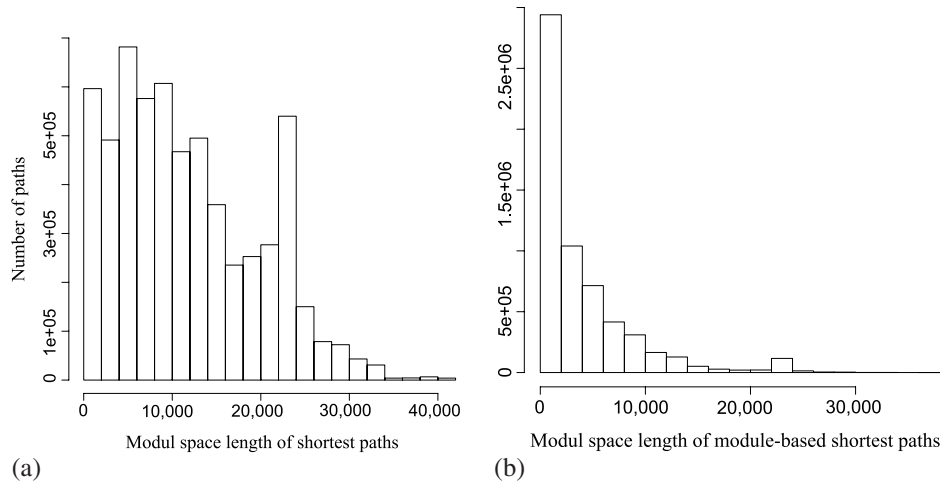 Number of paths
5e+05
3e+05
1e+05
0
0 10,000 20,000 30,000 40,000
Modul space length of shortest paths
(a)
2.5e+06
1.5e+06
5e+05
0
0 10,000 20,000 30,000
Modul space length of module-based shortest paths
(b)